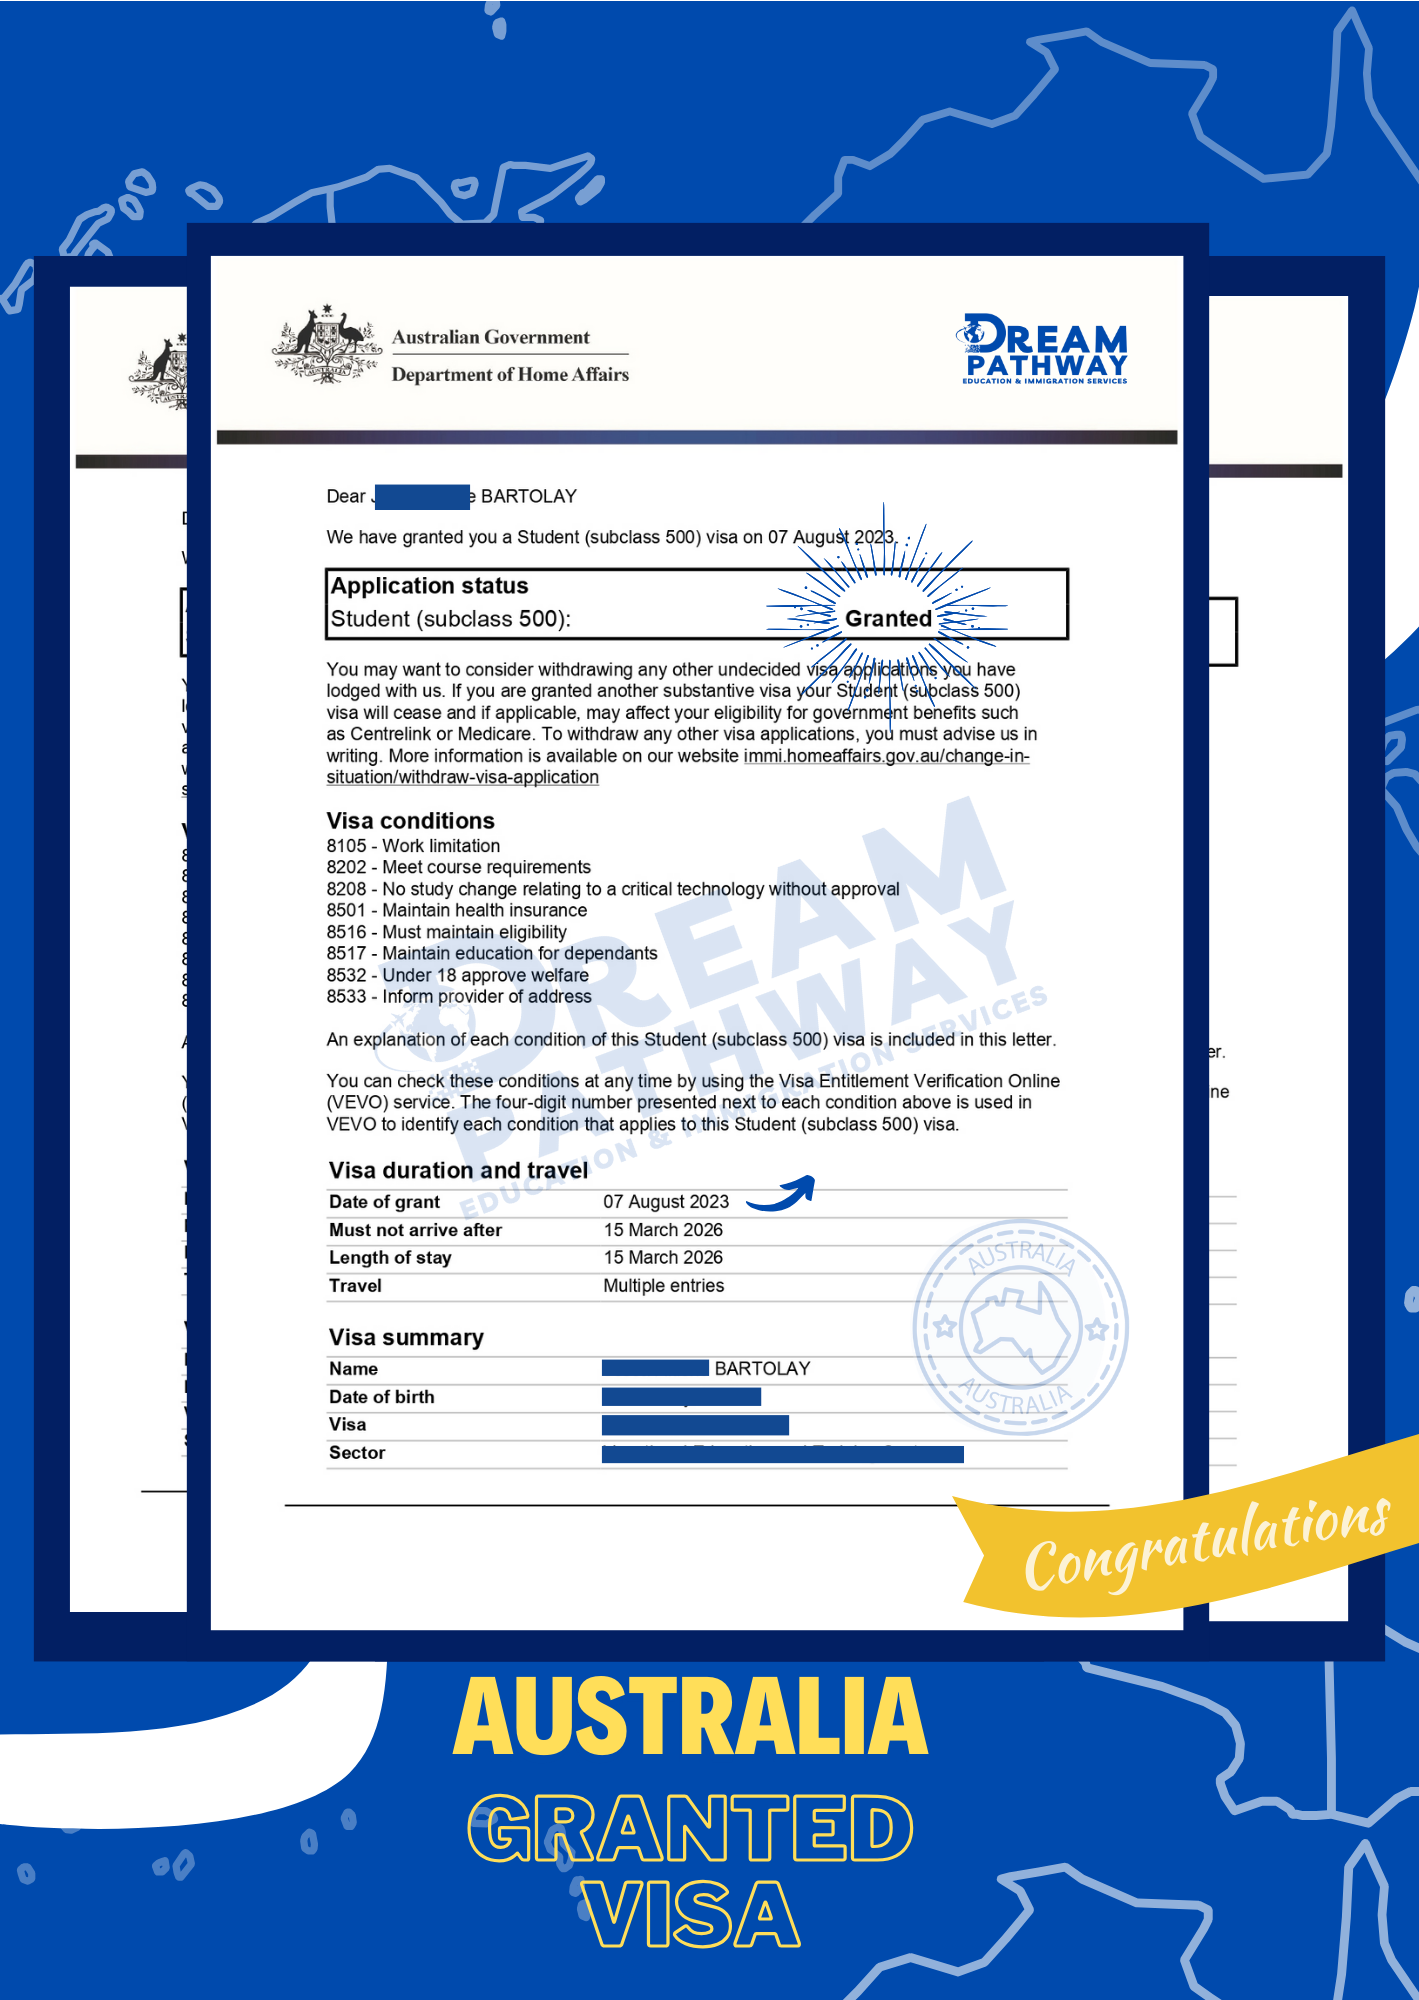 Australian Government
Department of Home Affairs
DREAM
PATHWAY
EDUCATION & IMMIGRATION SERVICES
Dear BARTOLAY
We have granted you a Student (subclass 500) visa on 07 August 2023.
Application status
Student (subclass 500): Granted
You may want to consider withdrawing any other undecided visa applications you have
lodged with us. If you are granted another substantive visa your Student (subclass 500)
visa will cease and if applicable, may affect your eligibility for government benefits such
as Centrelink or Medicare. To withdraw any other visa applications, you must advise us in
writing. More information is available on our website immi.homeaffairs.gov.au/change-in-
situation/withdraw-visa-application
Visa conditions
8105 - Work limitation
8202 - Meet course requirements
8208 - No study change relating to a critical technology without approval
8501 - Maintain health insurance
8516 - Must maintain eligibility
8517 - Maintain education for dependants
8532 - Under 18 approve welfare
8533 - Inform provider of address
An explanation of each condition of this Student (subclass 500) visa is included in this letter.
You can check these conditions at any time by using the Visa Entitlement Verification Online
(VEVO) service. The four-digit number presented next to each condition above is used in
VEVO to identify each condition that applies to this Student (subclass 500) visa.
DREAM
PATHWAY
EDUCATION & IMMIGRATION SERVICES
Visa duration and travel
Date of grant 07 August 2023
Must not arrive after 15 March 2026
Length of stay 15 March 2026
Travel Multiple entries
AUSTRALIA
AUSTRALIA
Visa summary
Name BARTOLAY
Date of birth
Visa
Sector
Congratulations
AUSTRALIA
GRANTED
VISA